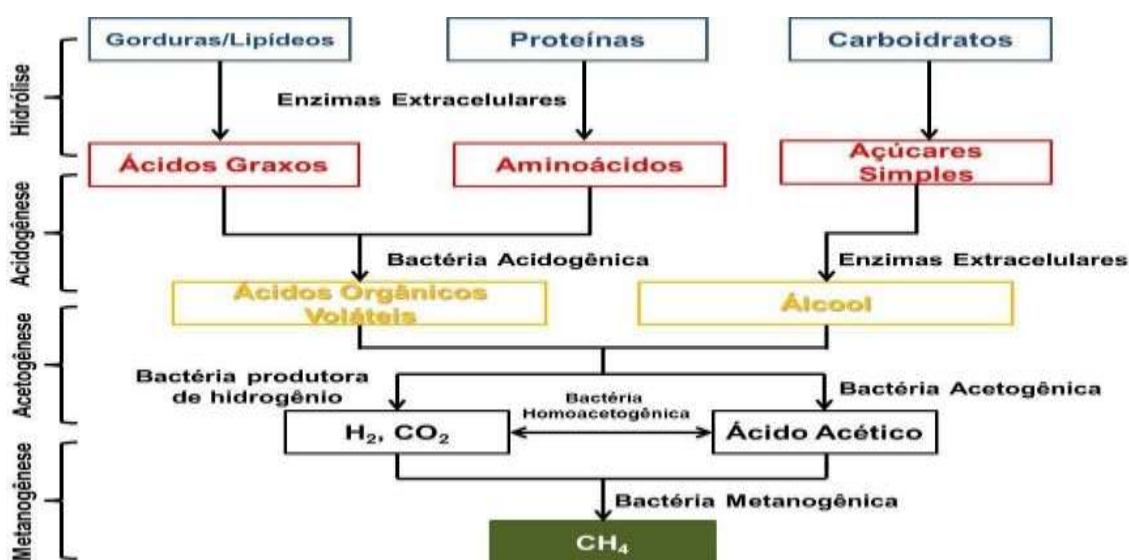 Gorduras/Lipídeos
Proteínas
Carboidratos
Hidrólise
Enzimas Extracelulares
Ácidos Graxos
Aminoácidos
Açúcares
Simples
Acidogênese
Bactéria Acidogênica
Enzimas Extracelulares
Ácidos Orgânicos
Voláteis
Álcool
Acetogênese
Bactéria produtora
de hidrogênio
Bactéria
Homoacetogênica
Bactéria Acetogênica
H₂, CO₂
Ácido Acético
Metanogênese
Bactéria Metanogênica
CH₄